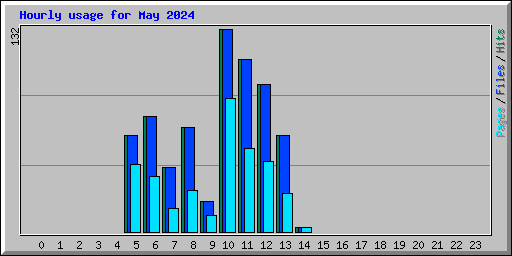 Hourly usage for May 2024
132
Pages/Files/Hits
0 1 2 3 4 5 6 7 8 9 10 11 12 13 14 15 16 17 18 19 20 21 22 23